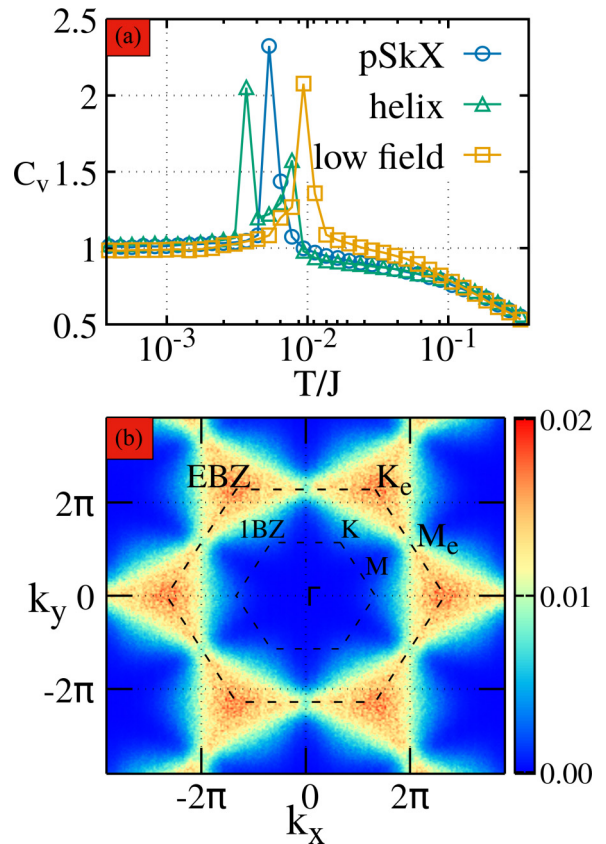 (a)
2.5
2
1.5
1
0.5
C_v
pSkX
helix
low field
10^-3
10^-2
10^-1
T/J
(b)
EBZ
K_e
1BZ
K
M_e
M
Γ
2π
0
-2π
k_y
-2π
0
2π
k_x
0.02
0.01
0.00